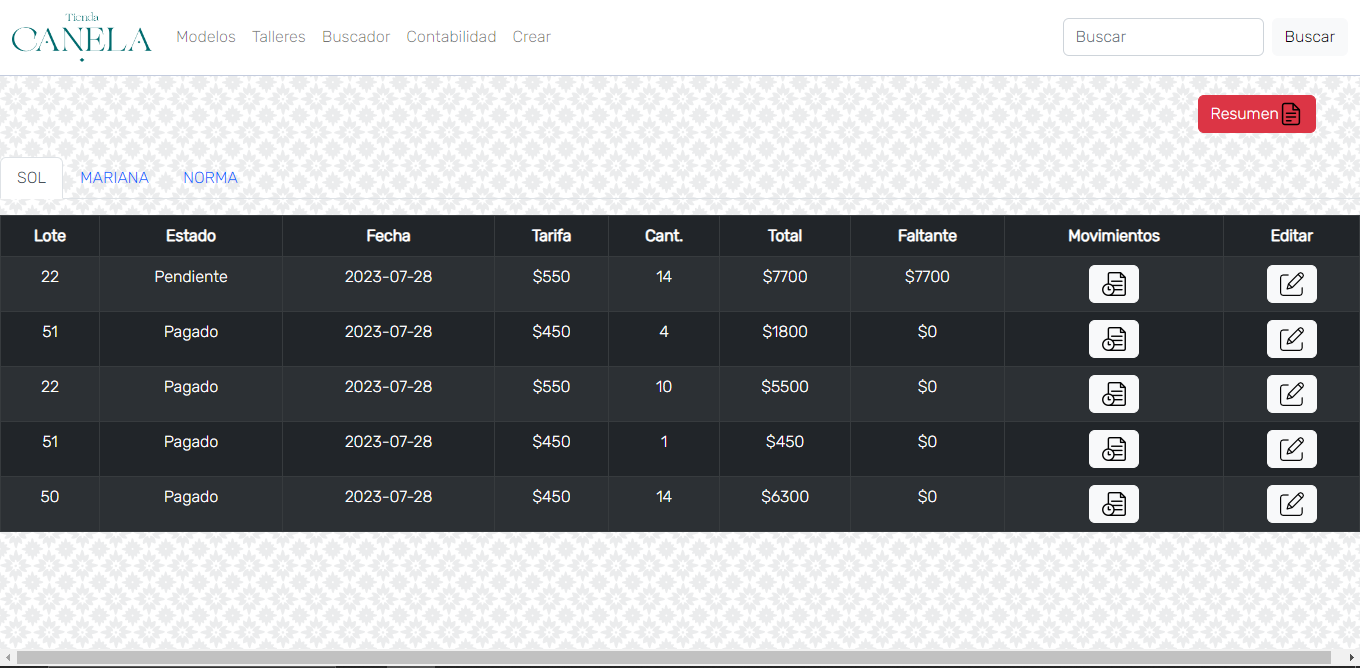 Tienda
CANELA
Modelos Talleres Buscador Contabilidad Crear Buscar Buscar
Resumen
SOL MARIANA NORMA
Lote Estado Fecha Tarifa Cant. Total Faltante Movimientos Editar
22 Pendiente 2023-07-28 $550 14 $7700 $7700
51 Pagado 2023-07-28 $450 4 $1800 $0
22 Pagado 2023-07-28 $550 10 $5500 $0
51 Pagado 2023-07-28 $450 1 $450 $0
50 Pagado 2023-07-28 $450 14 $6300 $0